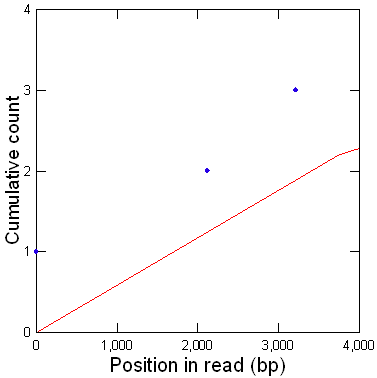 4
3
2
1
0
Cumulative count
0 1,000 2,000 3,000 4,000
Position in read (bp)